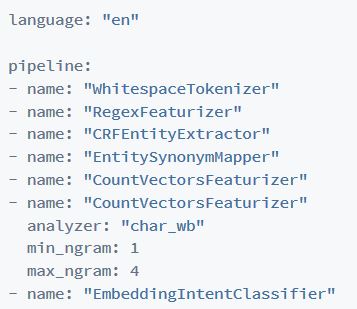 language: "en"
pipeline:
- name: "WhitespaceTokenizer"
- name: "RegexFeaturizer"
- name: "CRFEntityExtractor"
- name: "EntitySynonymMapper"
- name: "CountVectorsFeaturizer"
- name: "CountVectorsFeaturizer"
  analyzer: "char_wb"
  min_ngram: 1
  max_ngram: 4
- name: "EmbeddingIntentClassifier"